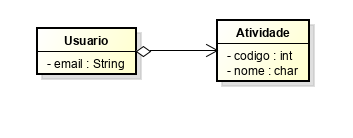 Usuario
- email : String
Atividade
- codigo : int
- nome : char